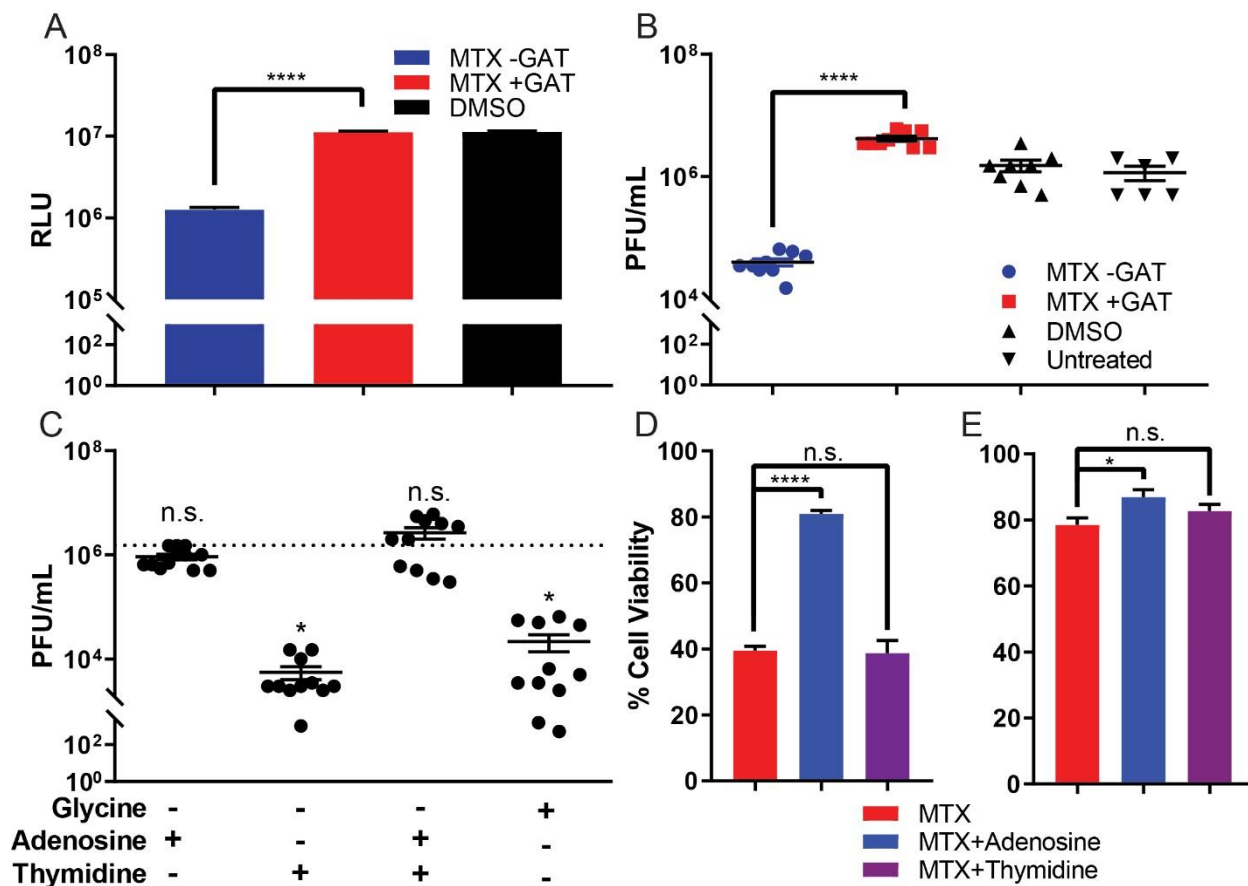 A
10⁸
10⁷
10⁶
10⁵
10²
10⁰
RLU
****
MTX -GAT
MTX +GAT
DMSO
B
10⁸
10⁶
10⁴
10²
10⁰
PFU/mL
****
MTX -GAT
MTX +GAT
DMSO
Untreated
C
10⁸
10⁶
10⁴
10²
10⁰
PFU/mL
n.s.
*
n.s.
*
Glycine - - - +
Adenosine + - + -
Thymidine - + + -
D
100
80
60
40
20
0
% Cell Viability
n.s.
****
E
100
80
60
40
20
0
n.s.
*
MTX
MTX+Adenosine
MTX+Thymidine